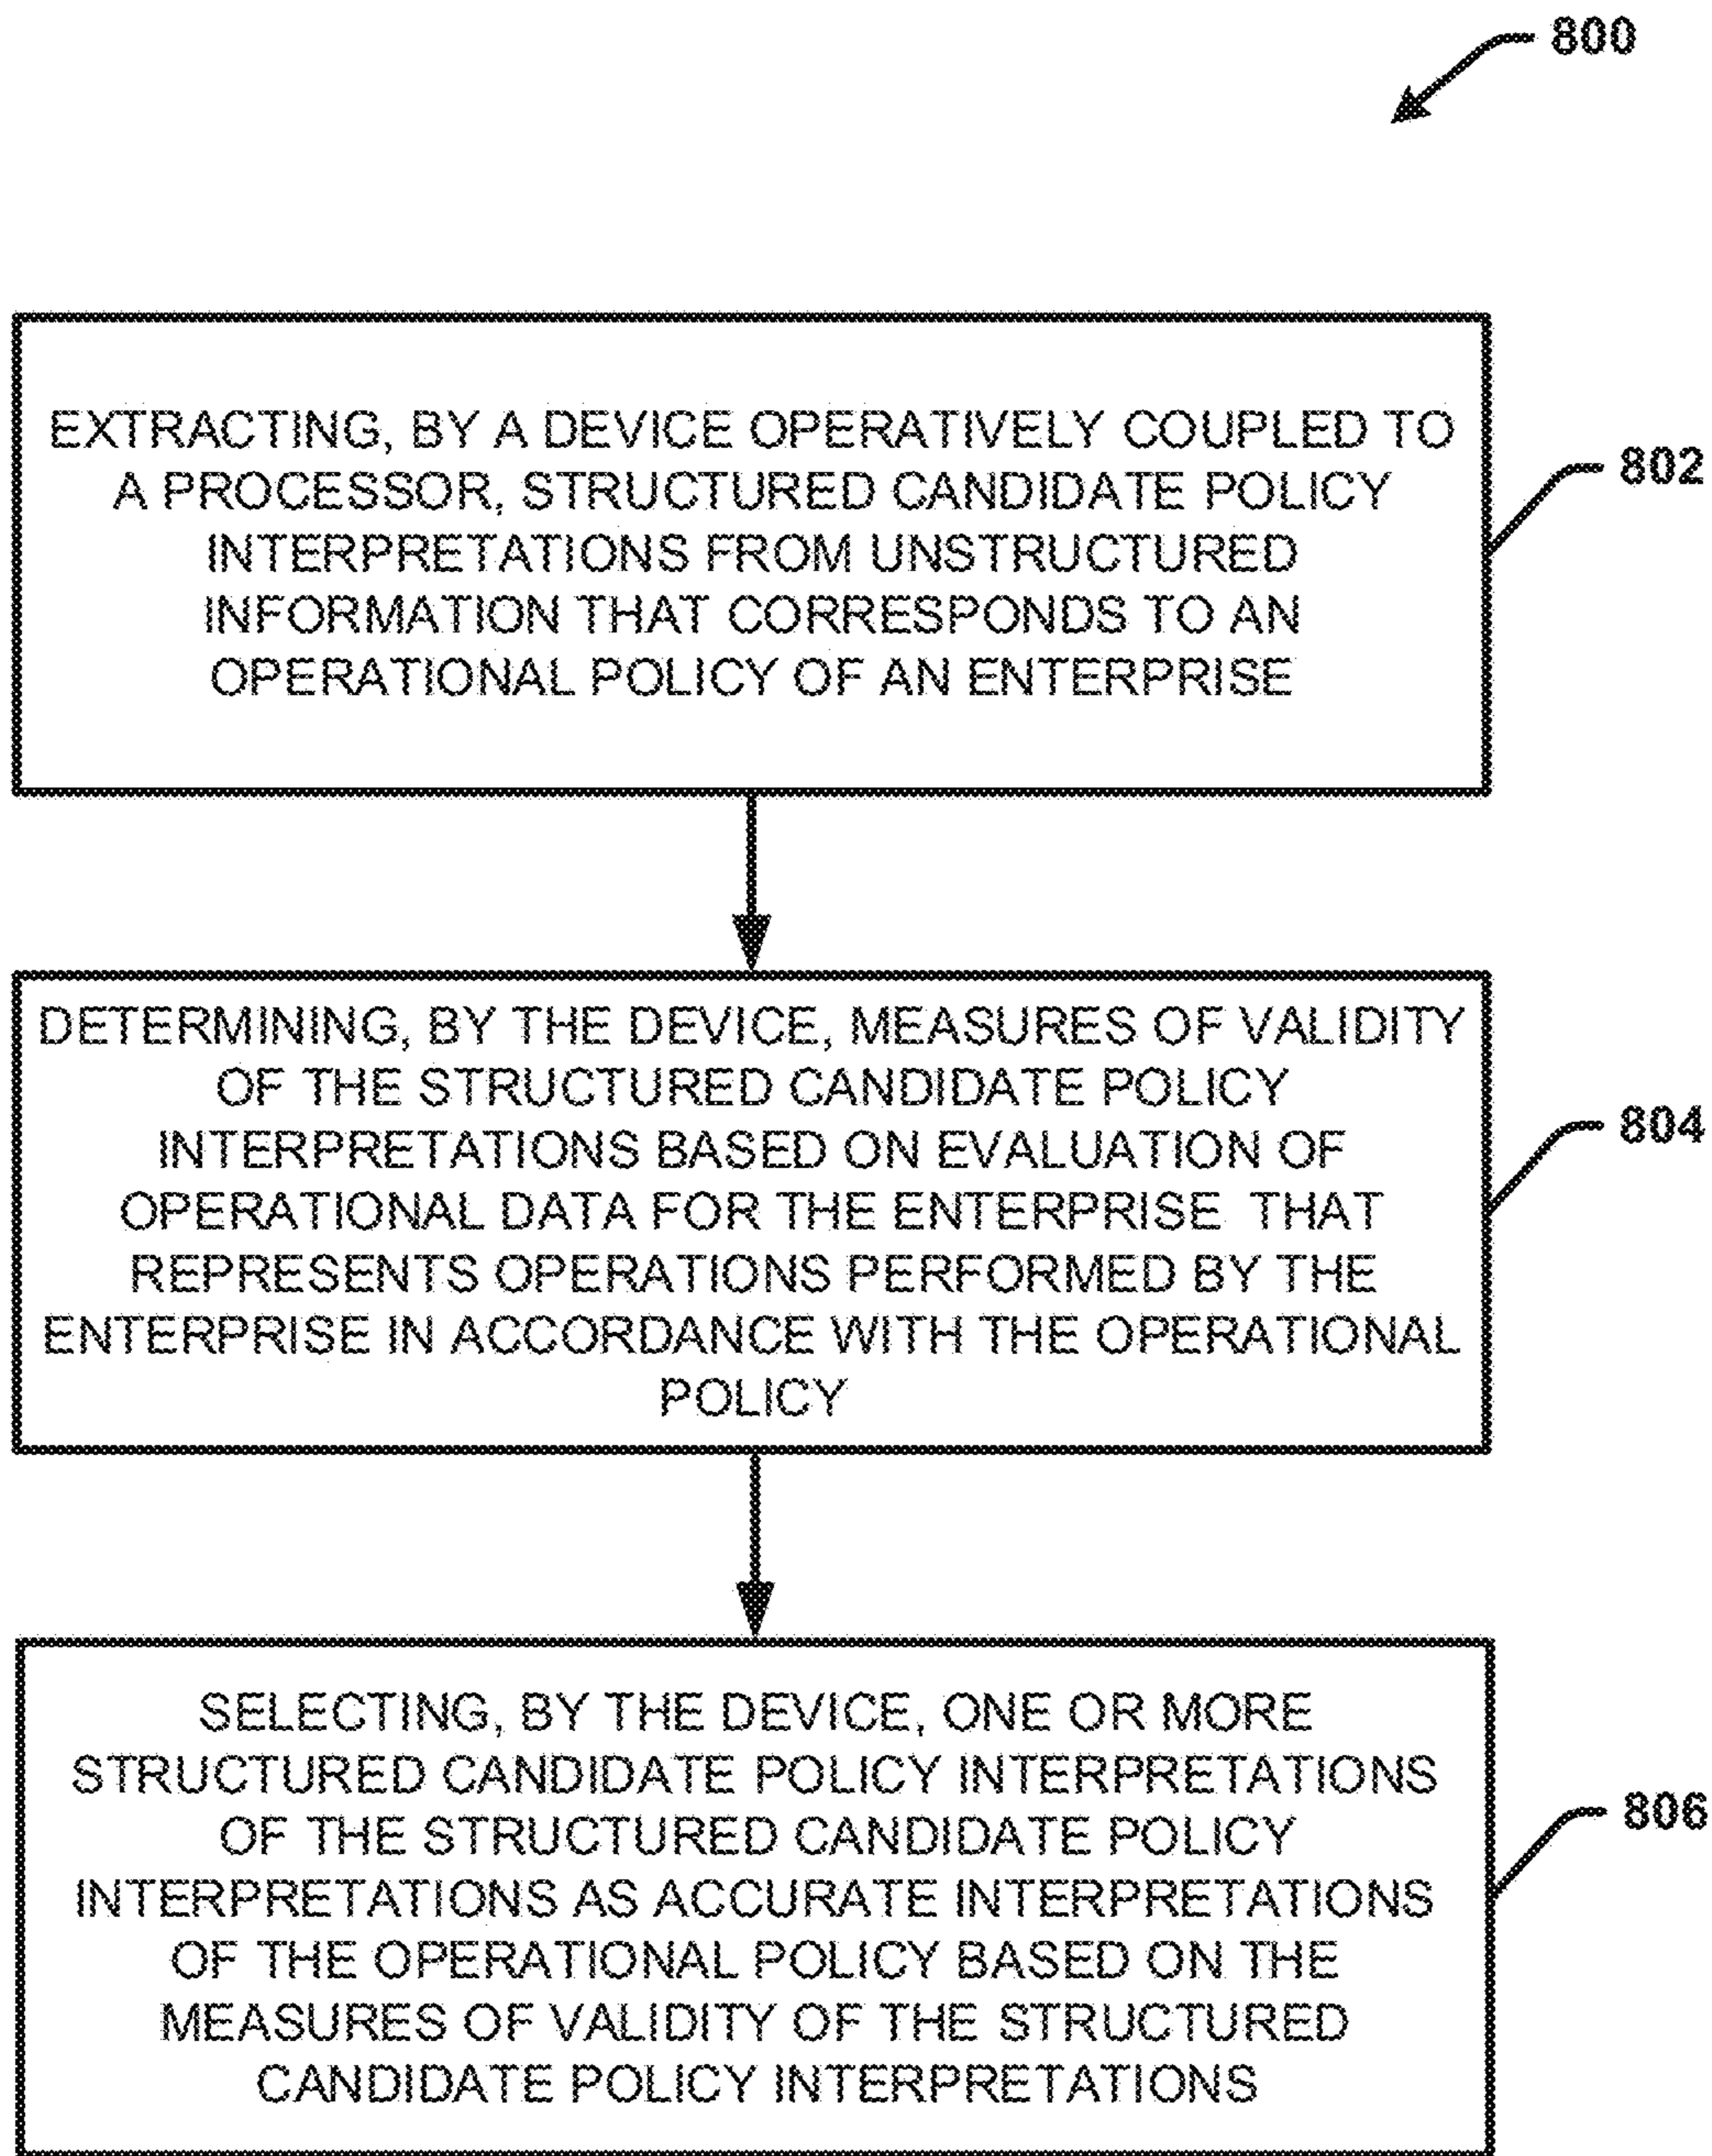 800
EXTRACTING, BY A DEVICE OPERATIVELY COUPLED TO
A PROCESSOR, STRUCTURED CANDIDATE POLICY
INTERPRETATIONS FROM UNSTRUCTURED
INFORMATION THAT CORRESPONDS TO AN
OPERATIONAL POLICY OF AN ENTERPRISE
802
DETERMINING, BY THE DEVICE, MEASURES OF VALIDITY
OF THE STRUCTURED CANDIDATE POLICY
INTERPRETATIONS BASED ON EVALUATION OF
OPERATIONAL DATA FOR THE ENTERPRISE THAT
REPRESENTS OPERATIONS PERFORMED BY THE
ENTERPRISE IN ACCORDANCE WITH THE OPERATIONAL
POLICY
804
SELECTING, BY THE DEVICE, ONE OR MORE
STRUCTURED CANDIDATE POLICY INTERPRETATIONS
OF THE STRUCTURED CANDIDATE POLICY
INTERPRETATIONS AS ACCURATE INTERPRETATIONS
OF THE OPERATIONAL POLICY BASED ON THE
MEASURES OF VALIDITY OF THE STRUCTURED
CANDIDATE POLICY INTERPRETATIONS
806